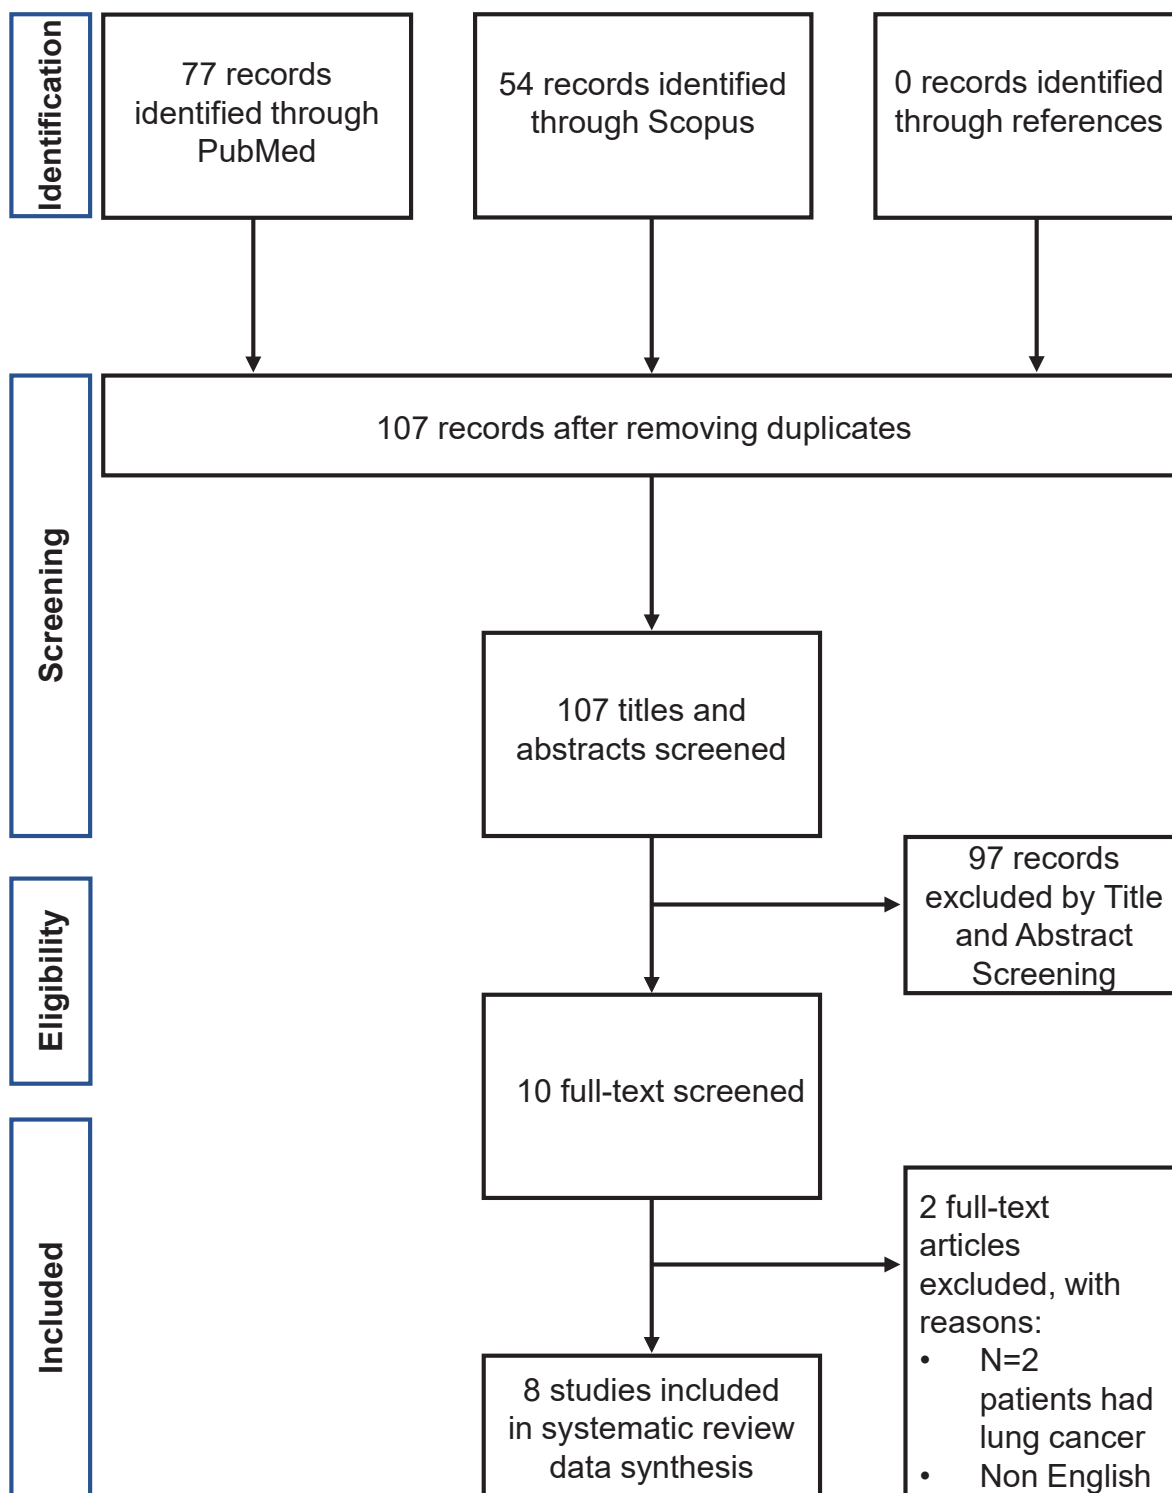 Identification
77 records
identified through
PubMed
54 records identified
through Scopus
0 records identified
through references
Screening
107 records after removing duplicates
107 titles and
abstracts screened
97 records
excluded by Title
and Abstract
Screening
Eligibility
10 full-text screened
Included
2 full-text
articles
excluded, with
reasons:
• N=2
patients had
lung cancer
• Non English
8 studies included
in systematic review
data synthesis